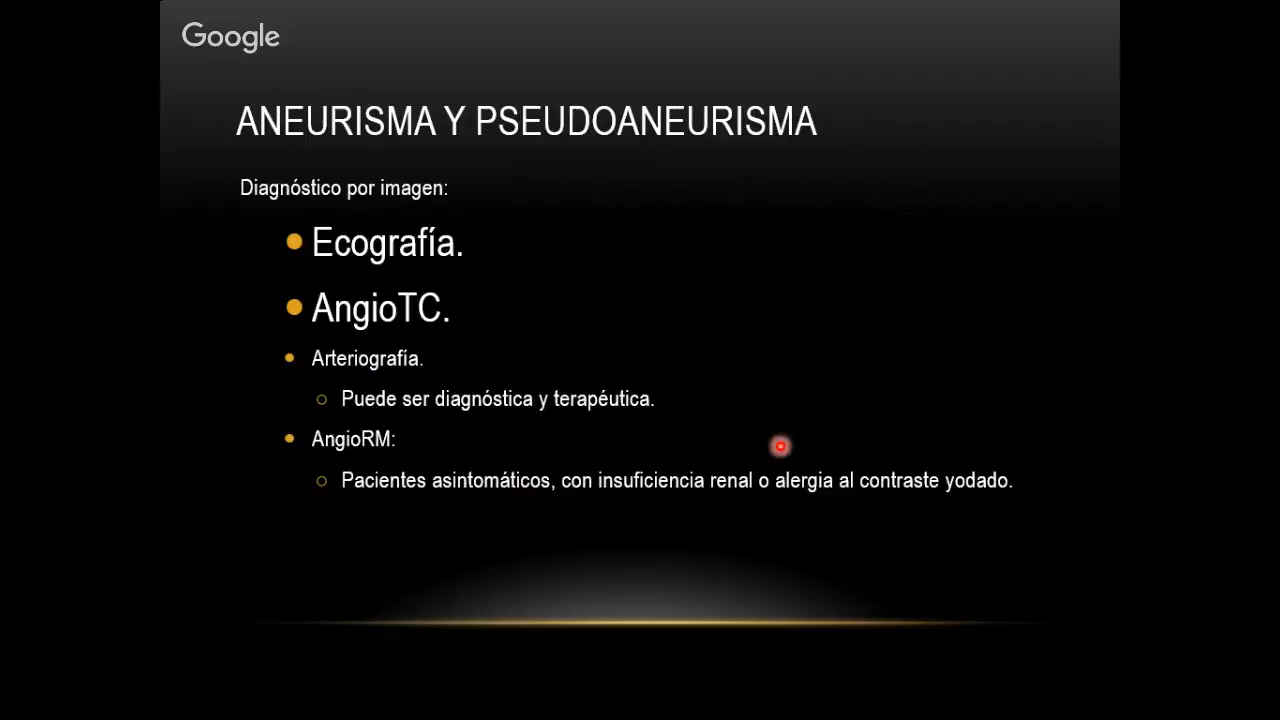 Google
ANEURISMA Y PSEUDOANEURISMA
Diagnóstico por imagen:
Ecografía.
AngioTC.
Arteriografía.
Puede ser diagnóstica y terapéutica.
AngioRM:
Pacientes asintomáticos, con insuficiencia renal o alergia al contraste yodado.